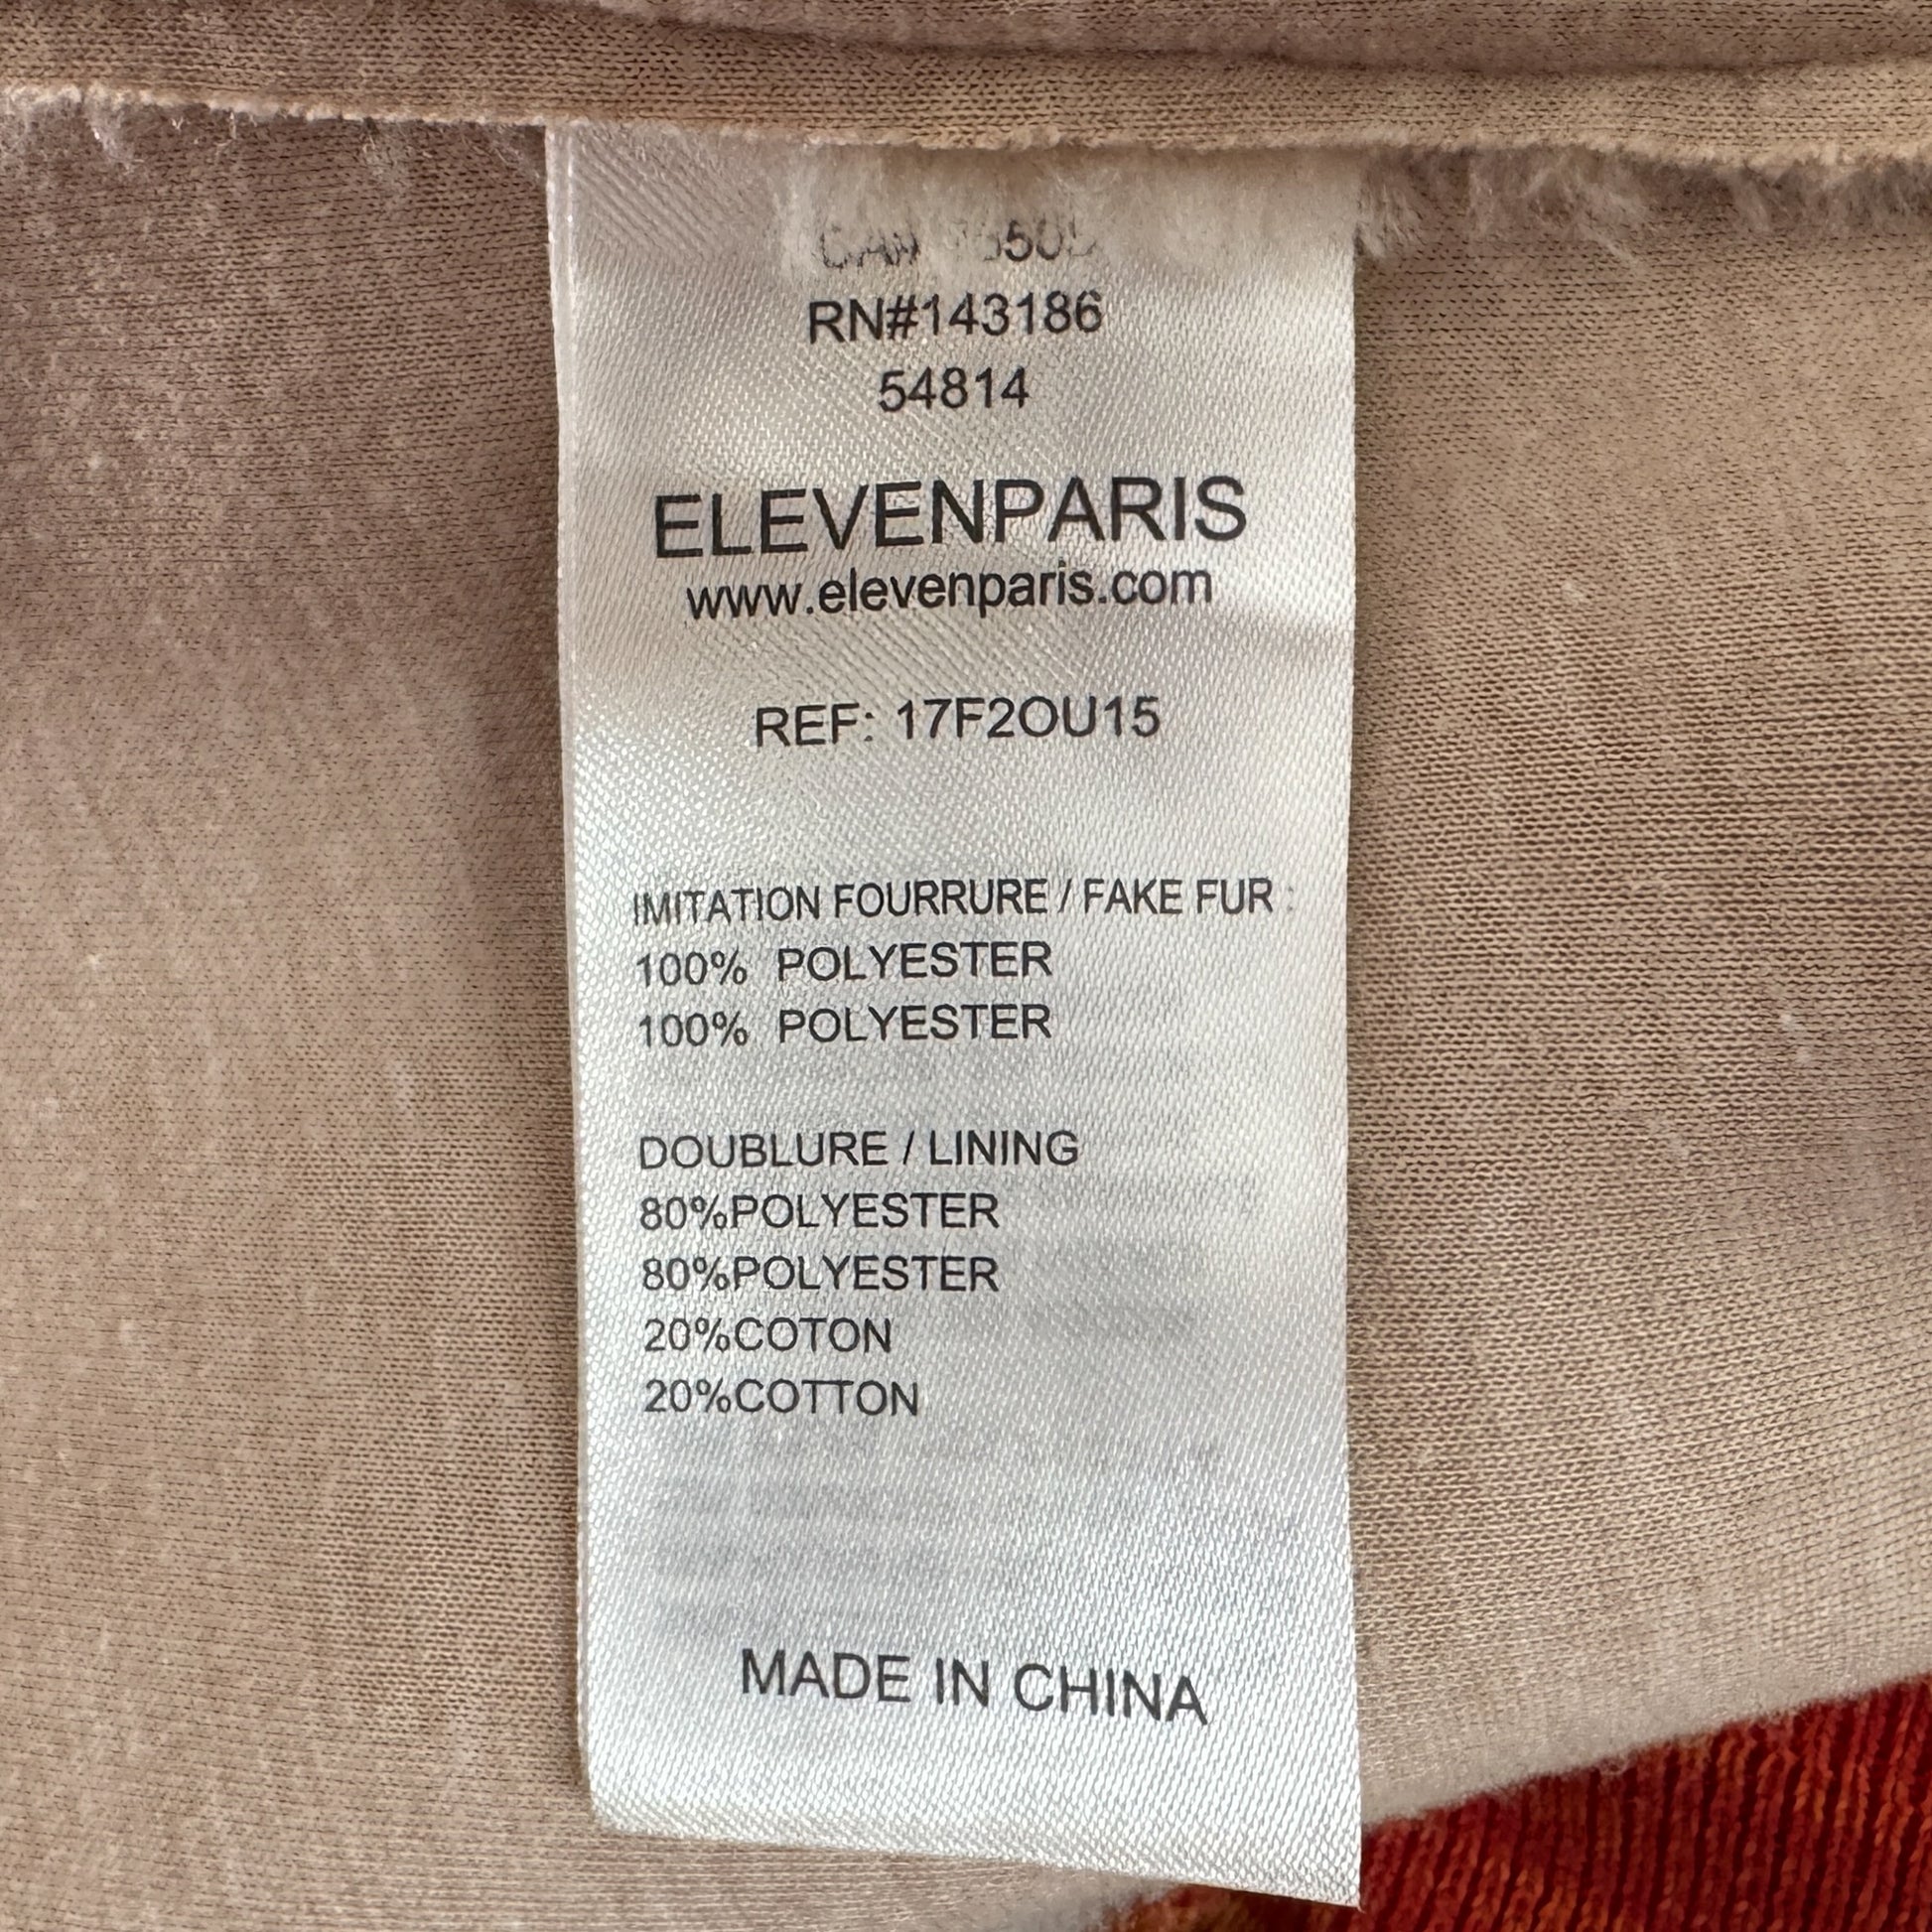 RN#143186
54814
ELEVENPARIS
www.elevenparis.com
REF: 17F2OU15
IMITATION FOURRURE / FAKE FUR :
100% POLYESTER
100% POLYESTER
DOUBLURE / LINING
80%POLYESTER
80%POLYESTER
20%COTON
20%COTTON
MADE IN CHINA